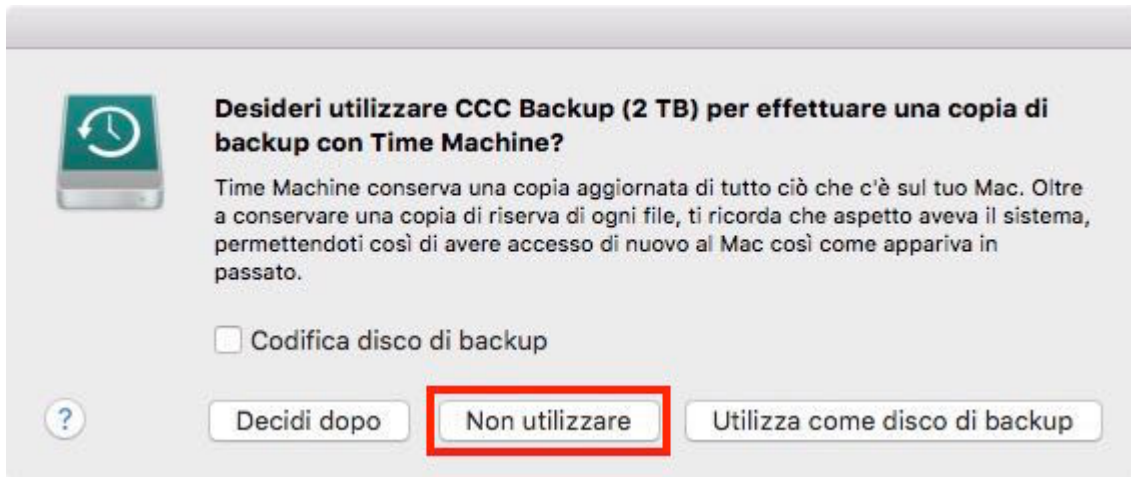 Desideri utilizzare CCC Backup (2 TB) per effettuare una copia di
backup con Time Machine?
Time Machine conserva una copia aggiornata di tutto ciò che c'è sul tuo Mac. Oltre
a conservare una copia di riserva di ogni file, ti ricorda che aspetto aveva il sistema,
permettendoti così di avere accesso di nuovo al Mac così come appariva in
passato.
Codifica disco di backup
? Decidi dopo Non utilizzare Utilizza come disco di backup